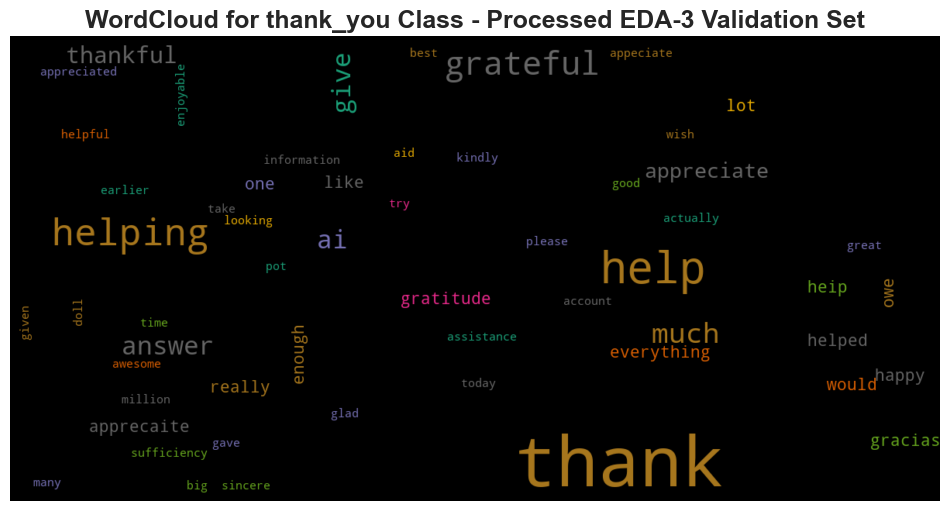 WordCloud for thank_you Class - Processed EDA-3 Validation Set
thankful
appreciated
enjoyable
give
best
grateful
appeciate
lot
helpful
wish
information
aid
kindly
one
like
appreciate
good
earlier
take
looking
try
actually
helping
ai
please
great
pot
help
heip
owe
gratitude
account
given
doll
time
answer
enough
assistance
much
everything
helped
awesome
really
today
would
happy
million
glad
apprecaite
gave
sufficiency
thank
gracias
many
big
sincere